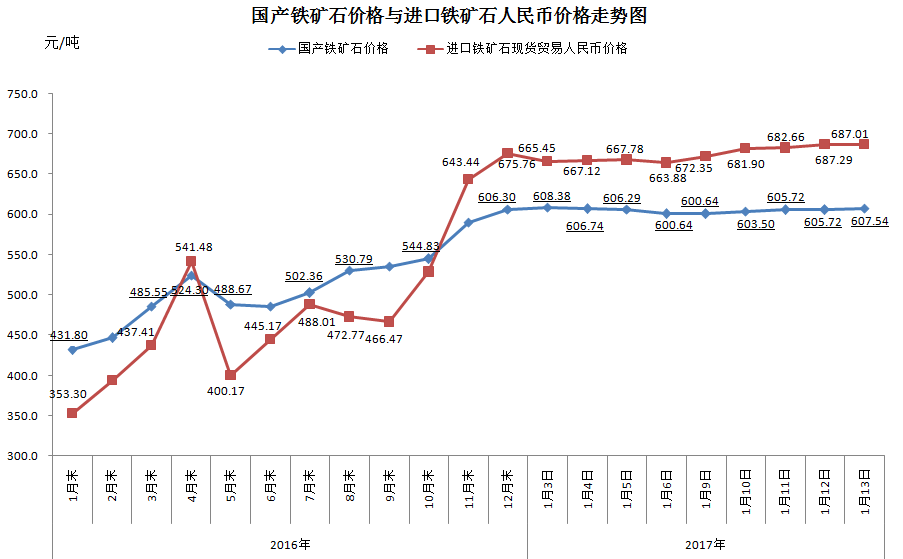 国产铁矿石价格与进口铁矿石人民币价格走势图
元/吨
国产铁矿石价格 进口铁矿石现货贸易人民币价格
750.0
700.0
650.0
600.0
550.0
500.0
450.0
400.0
350.0
300.0
431.80
485.55
524.30
488.67
502.36
530.79
544.83
606.30
608.38
606.74
606.29
600.64
600.64
603.50
605.72
605.72
607.54
353.30
437.41
541.48
400.17
445.17
488.01
472.77
466.47
643.44
675.76
665.45
667.12
667.78
663.88
672.35
681.90
682.66
687.29
687.01
1月末
2月末
3月末
4月末
5月末
6月末
7月末
8月末
9月末
10月末
11月末
12月末
1月3日
1月4日
1月5日
1月6日
1月9日
1月10日
1月11日
1月12日
1月13日
2016年 2017年